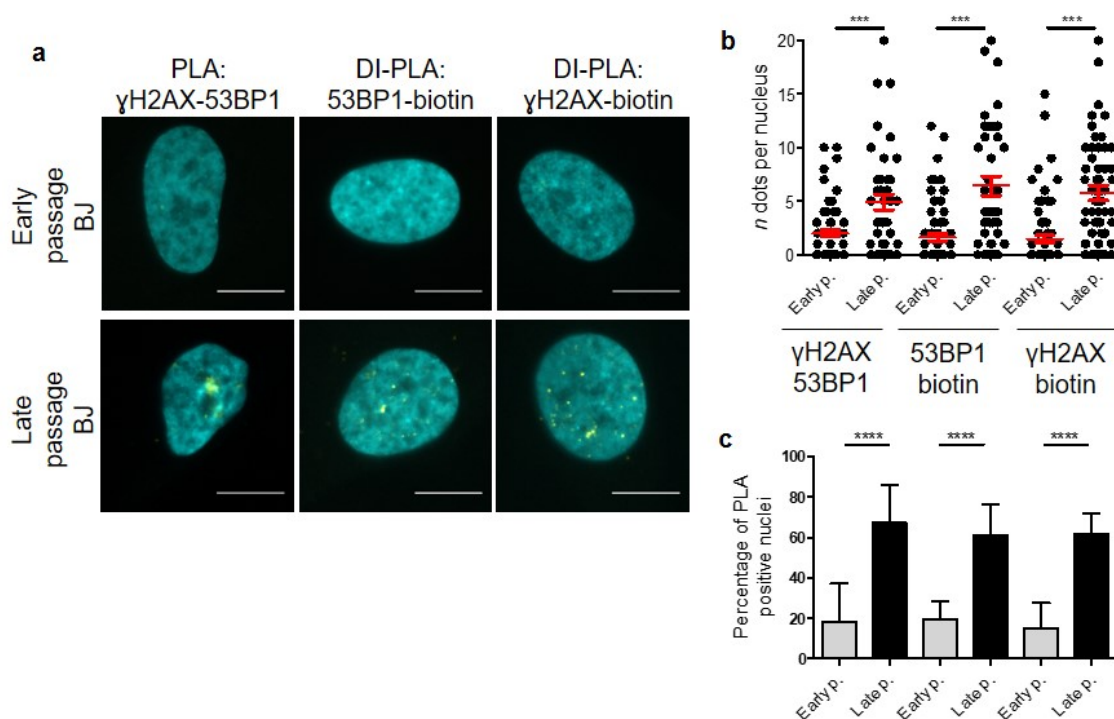 a
PLA:
γH2AX-53BP1
DI-PLA:
53BP1-biotin
DI-PLA:
γH2AX-biotin
Early
passage
BJ
Late
passage
BJ
b
*** *** ***
n dots per nucleus
20
15
10
5
0
Early p. Late p. Early p. Late p. Early p. Late p.
γH2AX
53BP1
53BP1
biotin
γH2AX
biotin
c
**** **** ****
Percentage of PLA
positive nuclei
100
80
60
40
20
0
Early p. Late p. Early p. Late p. Early p. Late p.